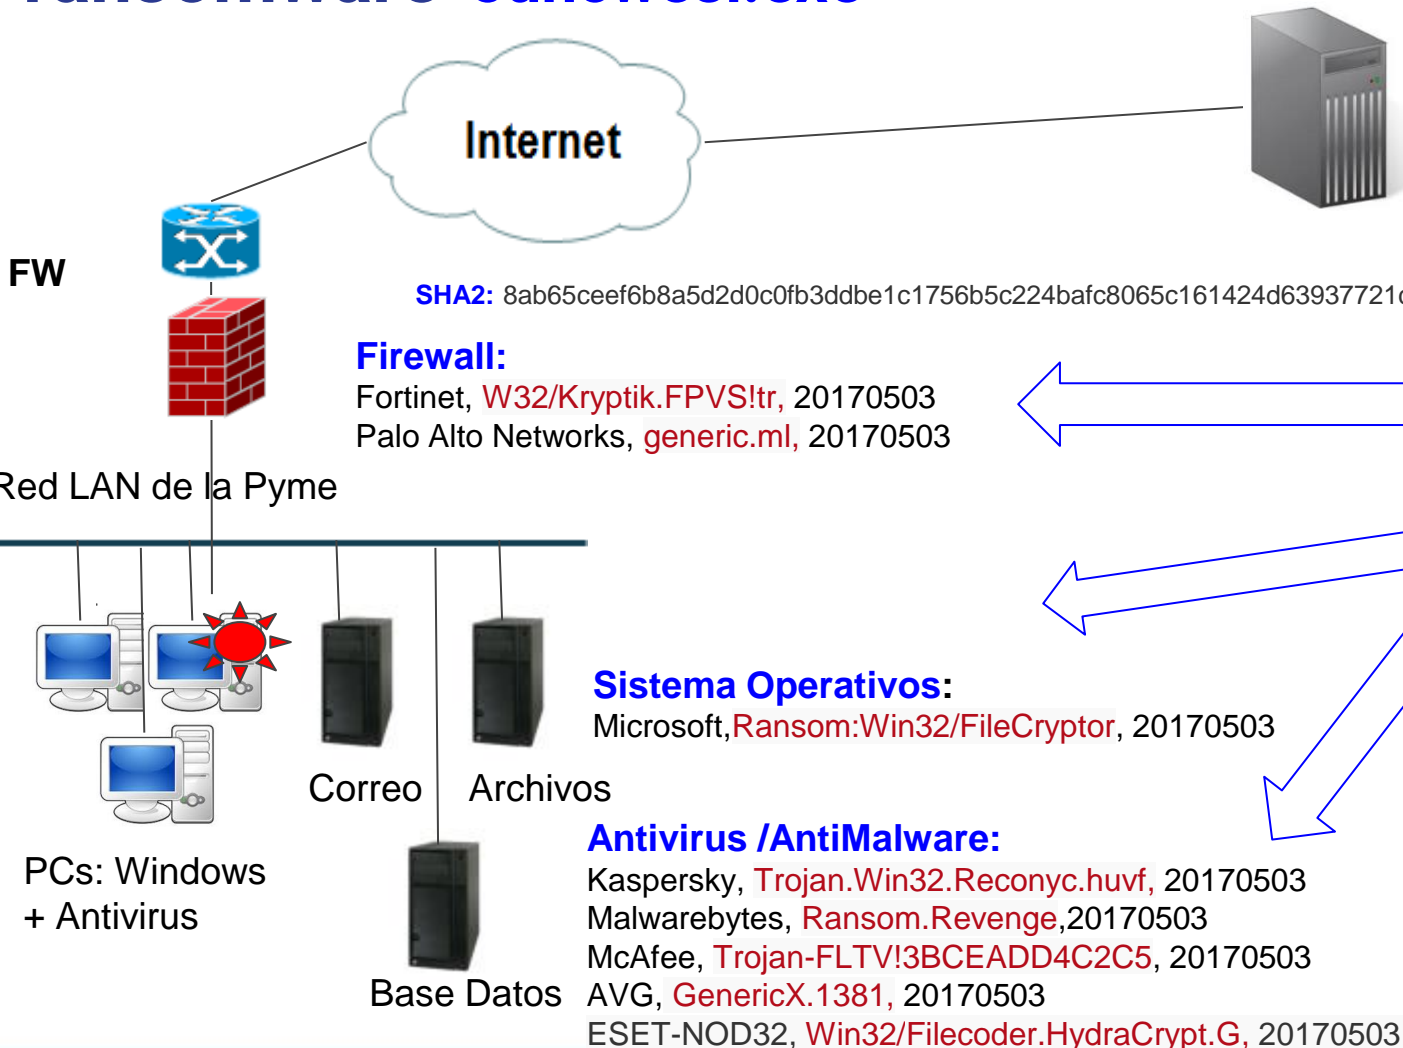 Internet
FW
SHA2: 8ab65ceef6b8a5d2d0c0fb3ddbe1c1756b5c224bafc8065c161424d63937721
Firewall:
Fortinet, W32/Kryptik.FPVS!tr, 20170503
Palo Alto Networks, generic.ml, 20170503
Red LAN de la Pyme
Sistema Operativos:
Microsoft,Ransom:Win32/FileCryptor, 20170503
Correo
Archivos
Antivirus /AntiMalware:
Kaspersky, Trojan.Win32.Reconyc.huvf, 20170503
Malwarebytes, Ransom.Revenge,20170503
McAfee, Trojan-FLTV!3BCEADD4C2C5, 20170503
AVG, GenericX.1381, 20170503
ESET-NOD32, Win32/Filecoder.HydraCrypt.G, 20170503
PCs: Windows
+ Antivirus
Base Datos